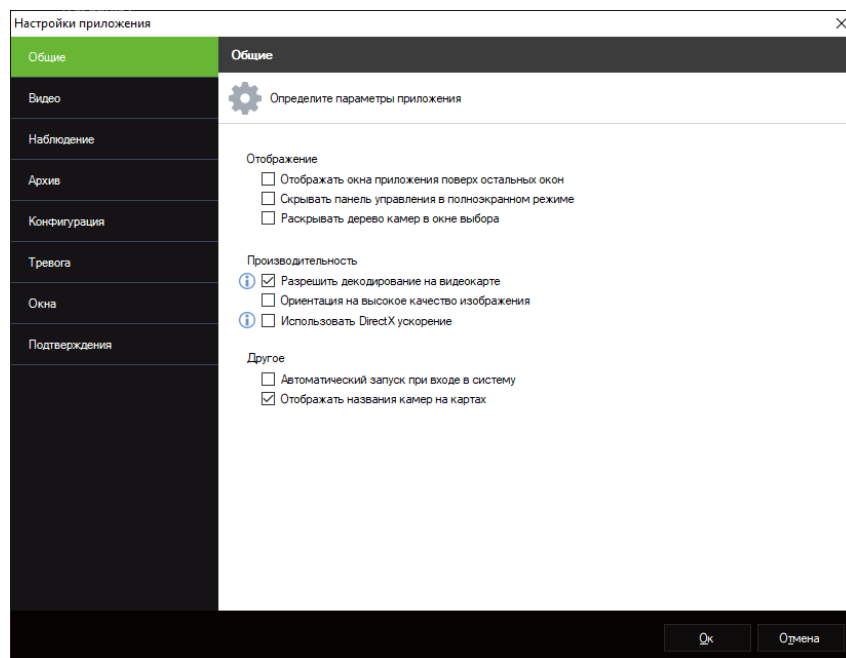 Настройки приложения
Общие
Общие
Видео
Определите параметры приложения
Наблюдение
Архив
Конфигурация
Тревога
Окна
Подтверждения
Отображение
Отображать окна приложения поверх остальных окон
Скрывать панель управления в полноэкранном режиме
Раскрывать дерево камер в окне выбора
Производительность
Разрешить декодирование на видеокарте
Ориентация на высокое качество изображения
Использовать DirectX ускорение
Другое
Автоматический запуск при входе в систему
Отображать названия камер на картах
Ок
Отмена